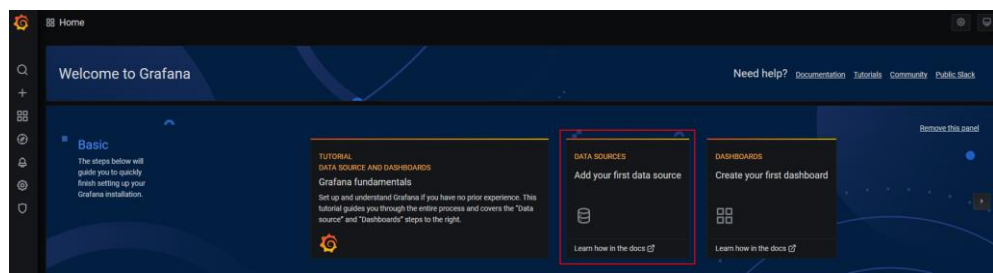 Home
Welcome to Grafana
Need help? Documentation Tutorials Community Public Slack
Remove this panel
Basic
The steps below will
guide you to quickly
finish setting up your
Grafana installation.
TUTORIAL
DATA SOURCE AND DASHBOARDS
Grafana fundamentals
Set up and understand Grafana if you have no prior experience. This
tutorial guides you through the entire process and covers the "Data
source" and "Dashboards" steps to the right.
DATA SOURCES
Add your first data source
Learn how in the docs
DASHBOARDS
Create your first dashboard
Learn how in the docs